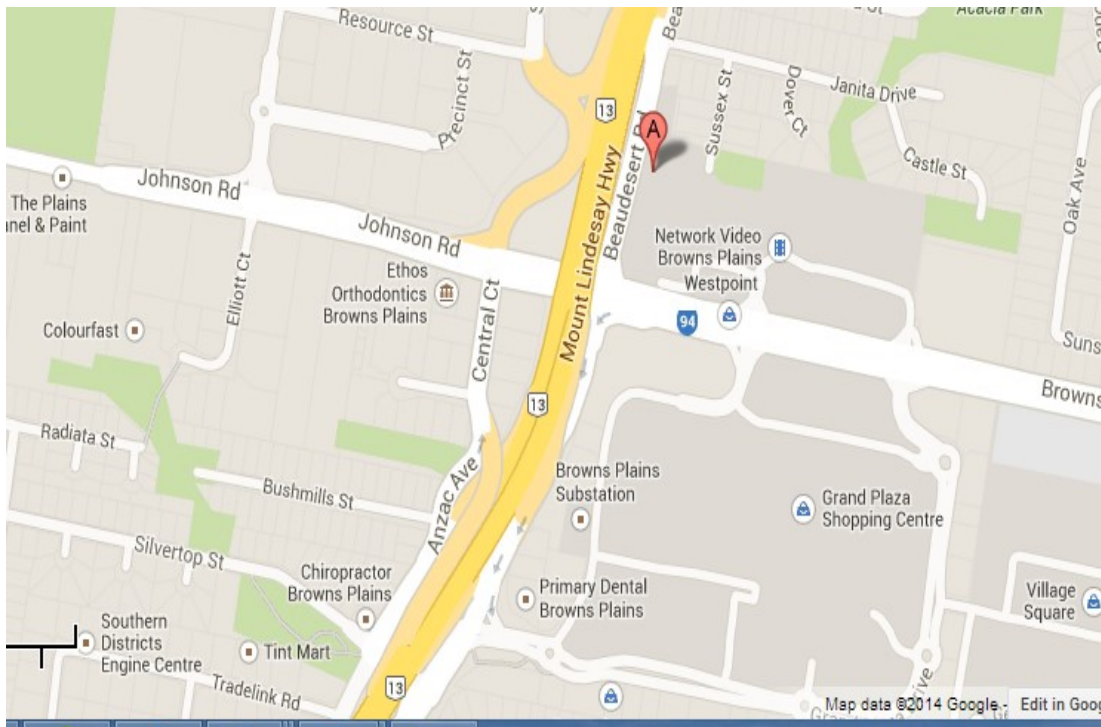 Resource St
Acacia Park
Precinct St
13
Janita Drive
Sussex St
Dover Ct
A
Castle St
Oak Ave
Johnson Rd
The Plains
nel & Paint
Johnson Rd
Mount Lindesay Hwy
Beaudesert Rd
Network Video
Browns Plains
Westpoint
Ethos
Orthodontics
Browns Plains
Elliott Ct
Colourfast
Central Ct
94
Suns
Browns
13
Radiata St
Bushmills St
Anzac Ave
Browns Plains
Substation
Grand Plaza
Shopping Centre
Silvertop St
Chiropractor
Browns Plains
Primary Dental
Browns Plains
Village
Square
Southern
Districts
Engine Centre
Tint Mart
Tradelink Rd
13
Drive
Map data ©2014 Google -
Edit in Goog